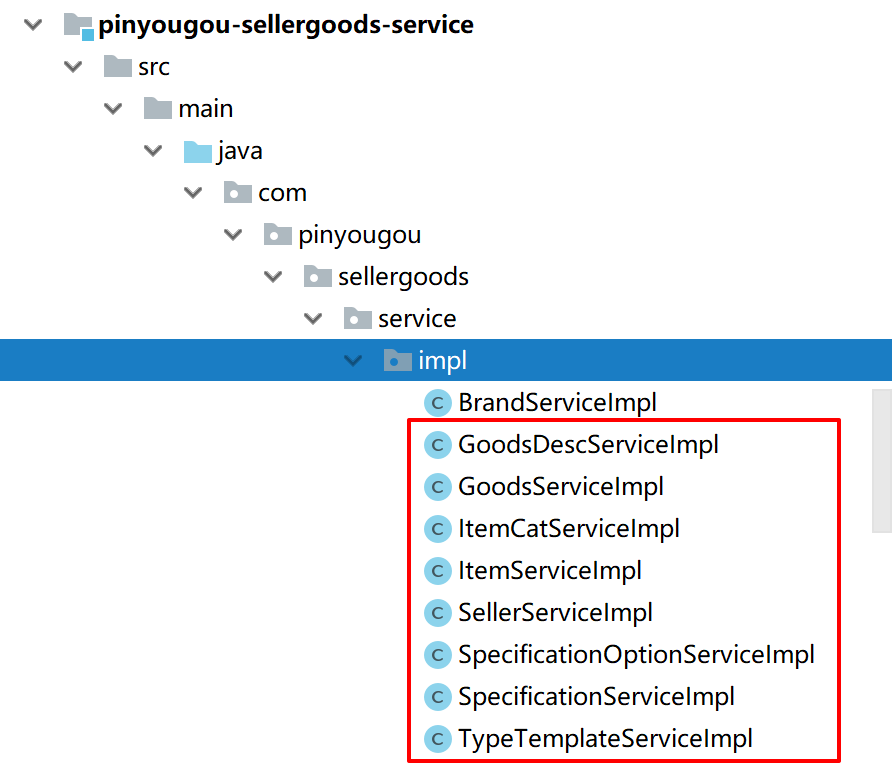 pinyougou-sellergoods-service
src
main
java
com
pinyougou
sellergoods
service
impl
C BrandServiceImpl
C GoodsDescServiceImpl
C GoodsServiceImpl
C ItemCatServiceImpl
C ItemServiceImpl
C SellerServiceImpl
C SpecificationOptionServiceImpl
C SpecificationServiceImpl
C TypeTemplateServiceImpl